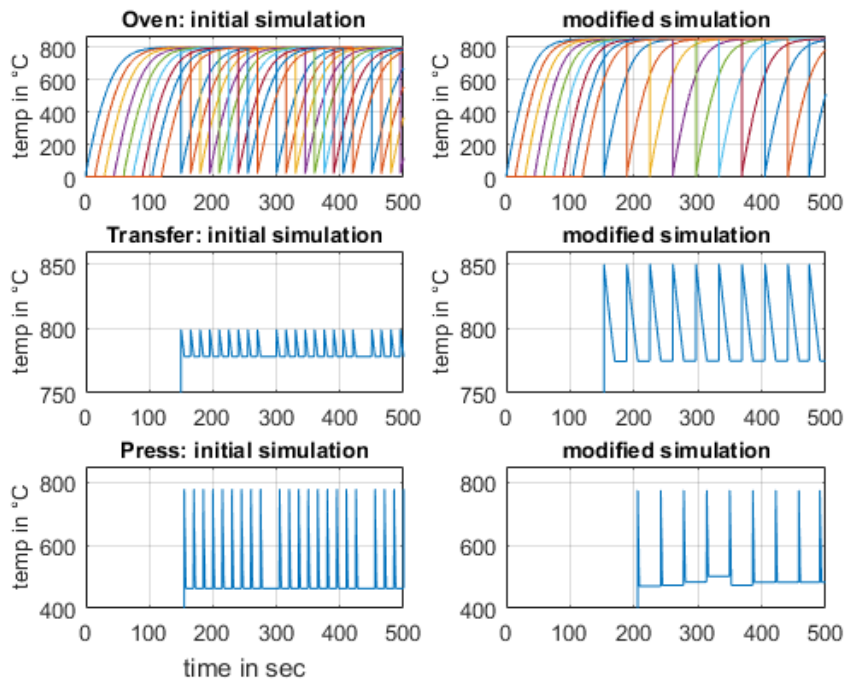 Oven: initial simulation
modified simulation
temp in °C
800
600
400
200
0
0 100 200 300 400 500
temp in °C
800
600
400
200
0
0 100 200 300 400 500
Transfer: initial simulation
modified simulation
temp in °C
850
800
750
0 100 200 300 400 500
temp in °C
850
800
750
0 100 200 300 400 500
Press: initial simulation
modified simulation
temp in °C
800
600
400
0 100 200 300 400 500
time in sec
temp in °C
800
600
400
0 100 200 300 400 500